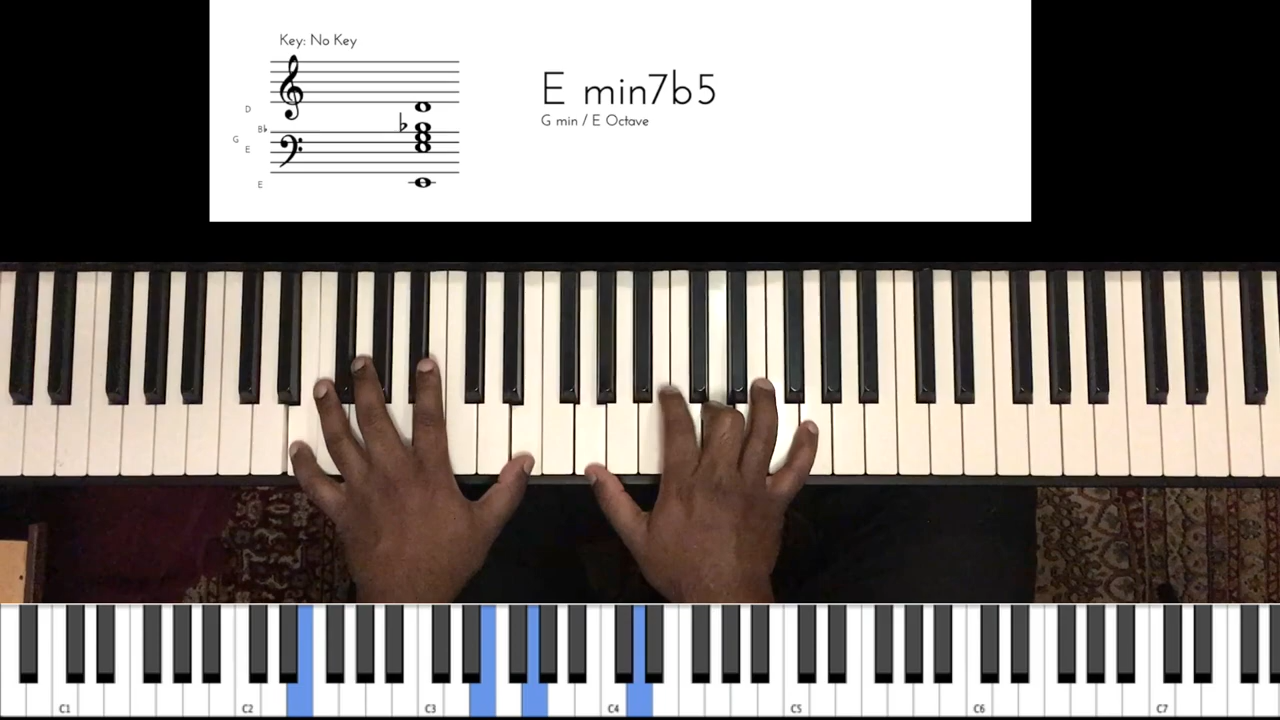 Key: No Key
E min7b5
G min / E Octave
D
Bb
G
E
E
C1 C2 C3 C4 C5 C6 C7